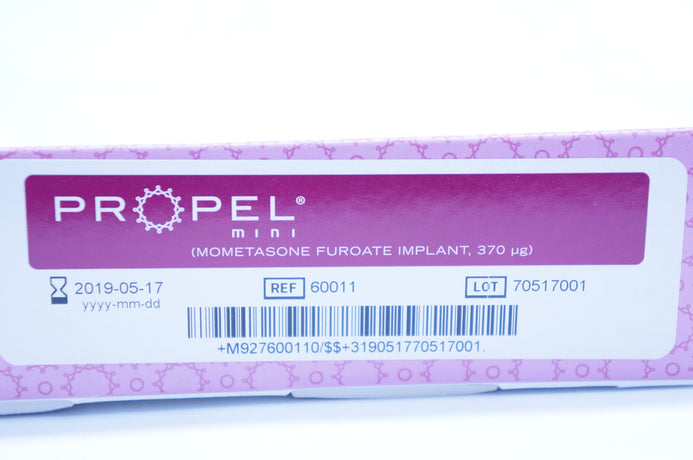 PROPEL®
mini
(MOMETASONE FUROATE IMPLANT, 370 µg)
2019-05-17 REF 60011 LOT 70517001
yyyy-mm-dd
+M927600110/$$+319051770517001.